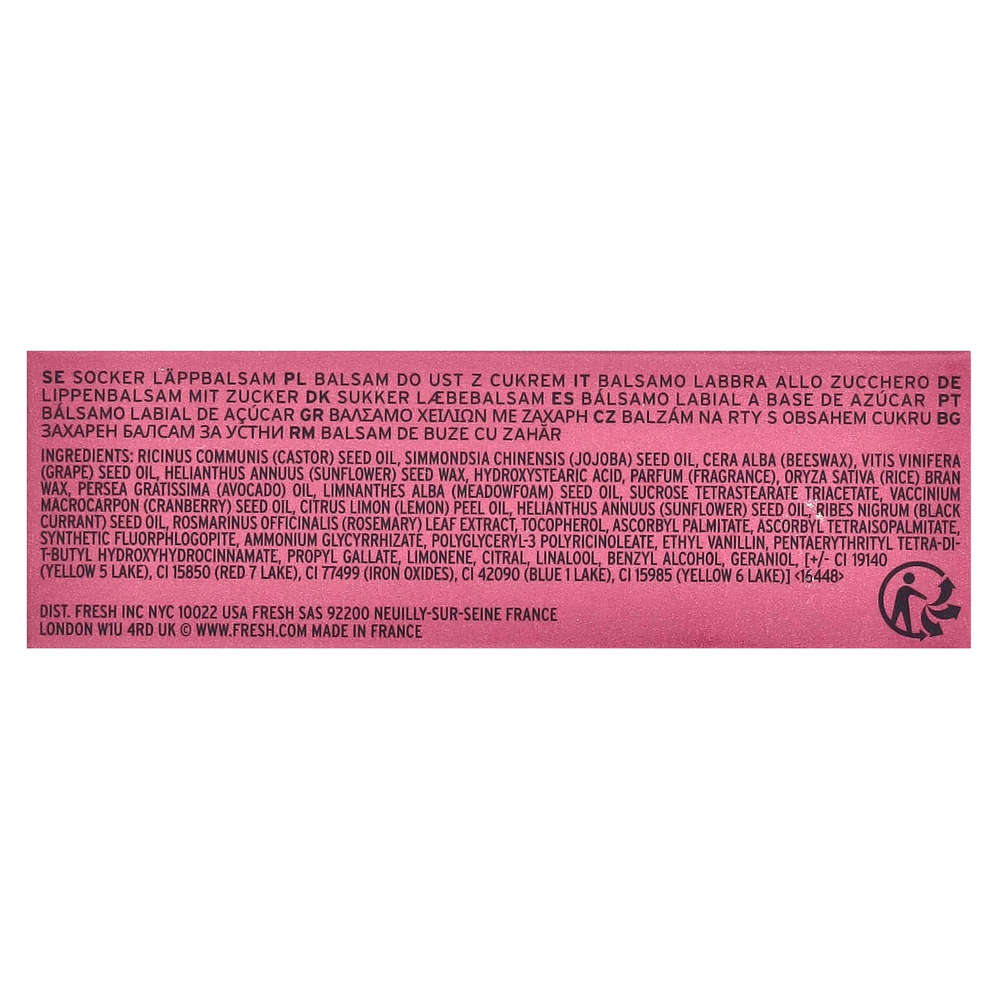 SE SOCKER LÄPPBALSAM PL BALSAM DO UST Z CUKREM IT BALSAMO LABBRA ALLO ZUCCHERO DE
LIPPENBALSAM MIT ZUCKER DK SUKKER LÆBEBALSAM ES BÁLSAMO LABIAL A BASE DE AZÚCAR PT
BÁLSAMO LABIAL DE AÇÚCAR GR ΒΑΛΣΑΜΟ ΧΕΙΛΙΩΝ ΜΕ ΖΑΧΑΡΗ CZ BALZÁM NA RTY S OBSAHEM CUKRU BG
ЗАХАРЕН БАЛСАМ ЗА УСТНИ RM BALSAM DE BUZE CU ZAHĂR
INGREDIENTS: RICINUS COMMUNIS (CASTOR) SEED OIL, SIMMONDSIA CHINENSIS (JOJOBA) SEED OIL, CERA ALBA (BEESWAX), VITIS VINIFERA
(GRAPE) SEED OIL, HELIANTHUS ANNUUS (SUNFLOWER) SEED WAX, HYDROXYSTEARIC ACID, PARFUM (FRAGRANCE), ORYZA SATIVA (RICE) BRAN
WAX, PERSEA GRATISSIMA (AVOCADO) OIL, LIMNANTHES ALBA (MEADOWFOAM) SEED OIL, SUCROSE TETRASTEARATE TRIACETATE, VACCINIUM
MACROCARPON (CRANBERRY) SEED OIL, CITRUS LIMON (LEMON) PEEL OIL, HELIANTHUS ANNUUS (SUNFLOWER) SEED OIL, RIBES NIGRUM (BLACK
CURRANT) SEED OIL, ROSMARINUS OFFICINALIS (ROSEMARY) LEAF EXTRACT, TOCOPHEROL, ASCORBYL PALMITATE, ASCORBYL TETRAISOPALMITATE,
SYNTHETIC FLUORPHLOGOPITE, AMMONIUM GLYCYRRHIZATE, POLYGLYCERYL-3 POLYRICINOLEATE, ETHYL VANILLIN, PENTAERYTHRITYL TETRA-DI-
T-BUTYL HYDROXYHYDROCINNAMATE, PROPYL GALLATE, LIMONENE, CITRAL, LINALOOL, BENZYL ALCOHOL, GERANIOL, [+/- CI 19140
(YELLOW 5 LAKE), CI 15850 (RED 7 LAKE), CI 77499 (IRON OXIDES), CI 42090 (BLUE 1 LAKE), CI 15985 (YELLOW 6 LAKE)] <16448>
DIST. FRESH INC NYC 10022 USA FRESH SAS 92200 NEUILLY-SUR-SEINE FRANCE
LONDON W1U 4RD UK © WWW.FRESH.COM MADE IN FRANCE